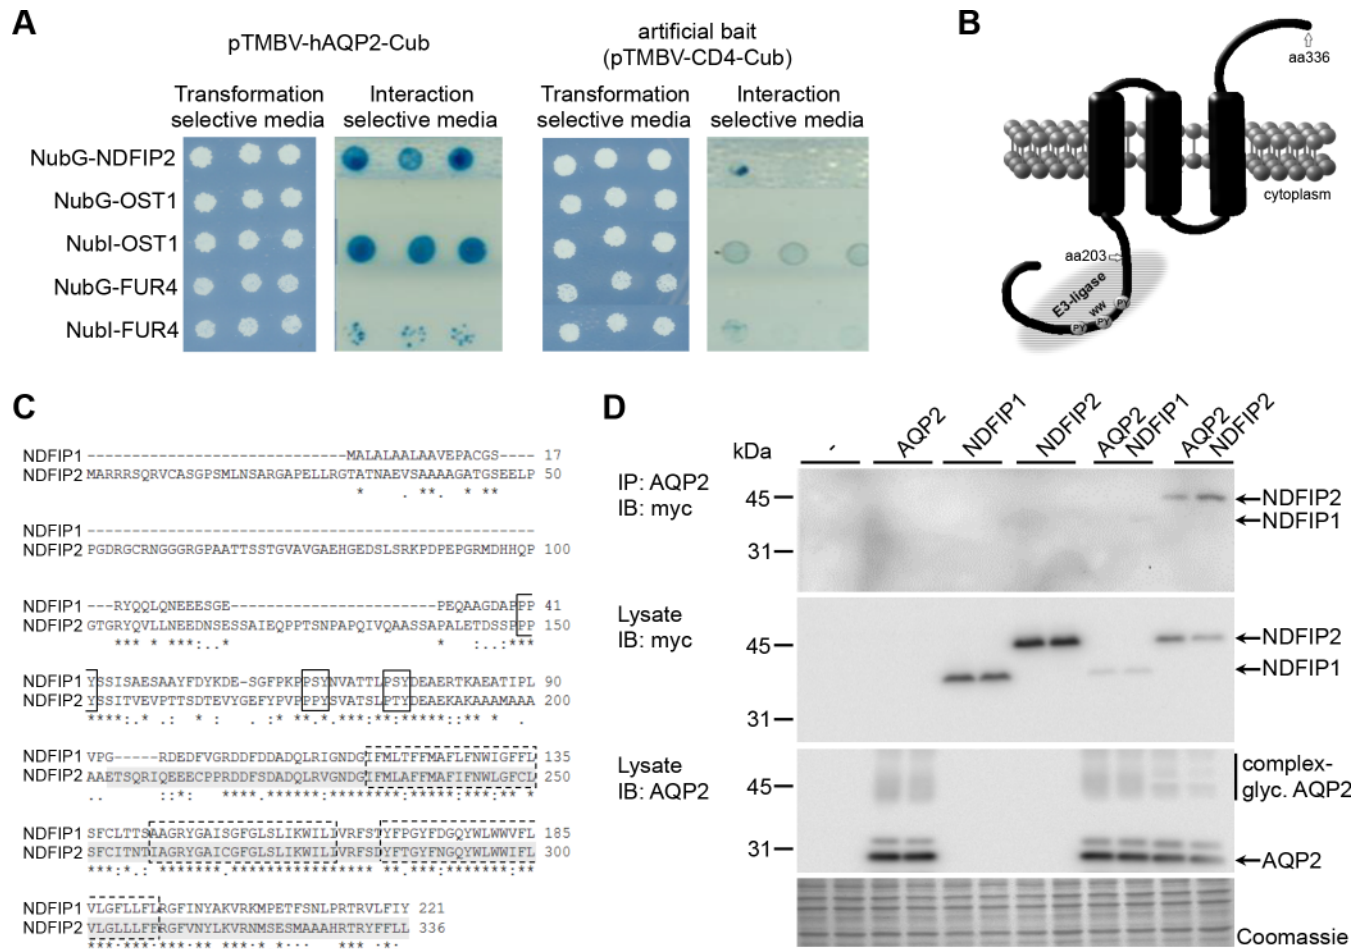 A
pTMBV-hAQP2-Cub
artificial bait
(pTMBV-CD4-Cub)
Transformation
selective media
Interaction
selective media
Transformation
selective media
Interaction
selective media
NubG-NDFIP2
NubG-OST1
NubI-OST1
NubG-FUR4
NubI-FUR4
B
aa336
cytoplasm
aa203
E3-ligase
WW
PY
PY
PY
C
NDFIP1 -----------------------------MALALAALAAVEPACGS---- 17
NDFIP2 MARRRSQRVCASGPSMLNSARGAPELLRGTATNAEVSAAAAGATGSEELP 50
NDFIP1 -------------------------------------------------- 
NDFIP2 PGDRGCRNGGGRGPAATTSSTGVAVGAEHGEDSLSRKPDPEPGRMDHHQP 100
NDFIP1 ---RYQQLQNEEESGE-----------------------PEQAAGDAPPP 41
NDFIP2 GTGRYQVLLNEEDNSESSAIEQPPTSNPAPQIVQAASSAPALETDSSPPP 150
NDFIP1 YSSISAESAAYFDYKDE-SGFPKPPSYNVATTLPSYDEAERTKAEATIPL 90
NDFIP2 YSSITVEVPTTSDTEVYGEFYPVPPPYSVATSLPTYDEAEKAKAAAMAAA 200
NDFIP1 VPG-----RDEDFVGRDDFDDADQLRIGNDGIFMLTFFMAFLFNWIGFFL 135
NDFIP2 AAETSQRIQEEECPPRDDFSDADQLRVGNDGIFMLAFFMAFIFNWLGFCL 250
NDFIP1 SFCLTTSAAGRYGAISGFGLSLIKWILIVRFSTYFPGYFDGQYWLWWVFL 185
NDFIP2 SFCITNTIAGRYGAICGFGLSLIKWILIVRFSDYFTGYFNGQYWLWWIFL 300
NDFIP1 VLGFLLFLRGFINYAKVRKMPETFSNLPRTRVLFIY 221
NDFIP2 VLGLLLFFRGFVNYLKVRNMSESMAAAHRTRYFFLL 336
D
kDa
-
AQP2
NDFIP1
NDFIP2
AQP2
NDFIP1
AQP2
NDFIP2
IP: AQP2
IB: myc
45
31
NDFIP2
NDFIP1
Lysate
IB: myc
45
31
NDFIP2
NDFIP1
Lysate
IB: AQP2
45
31
complex-
glyc. AQP2
AQP2
Coomassie